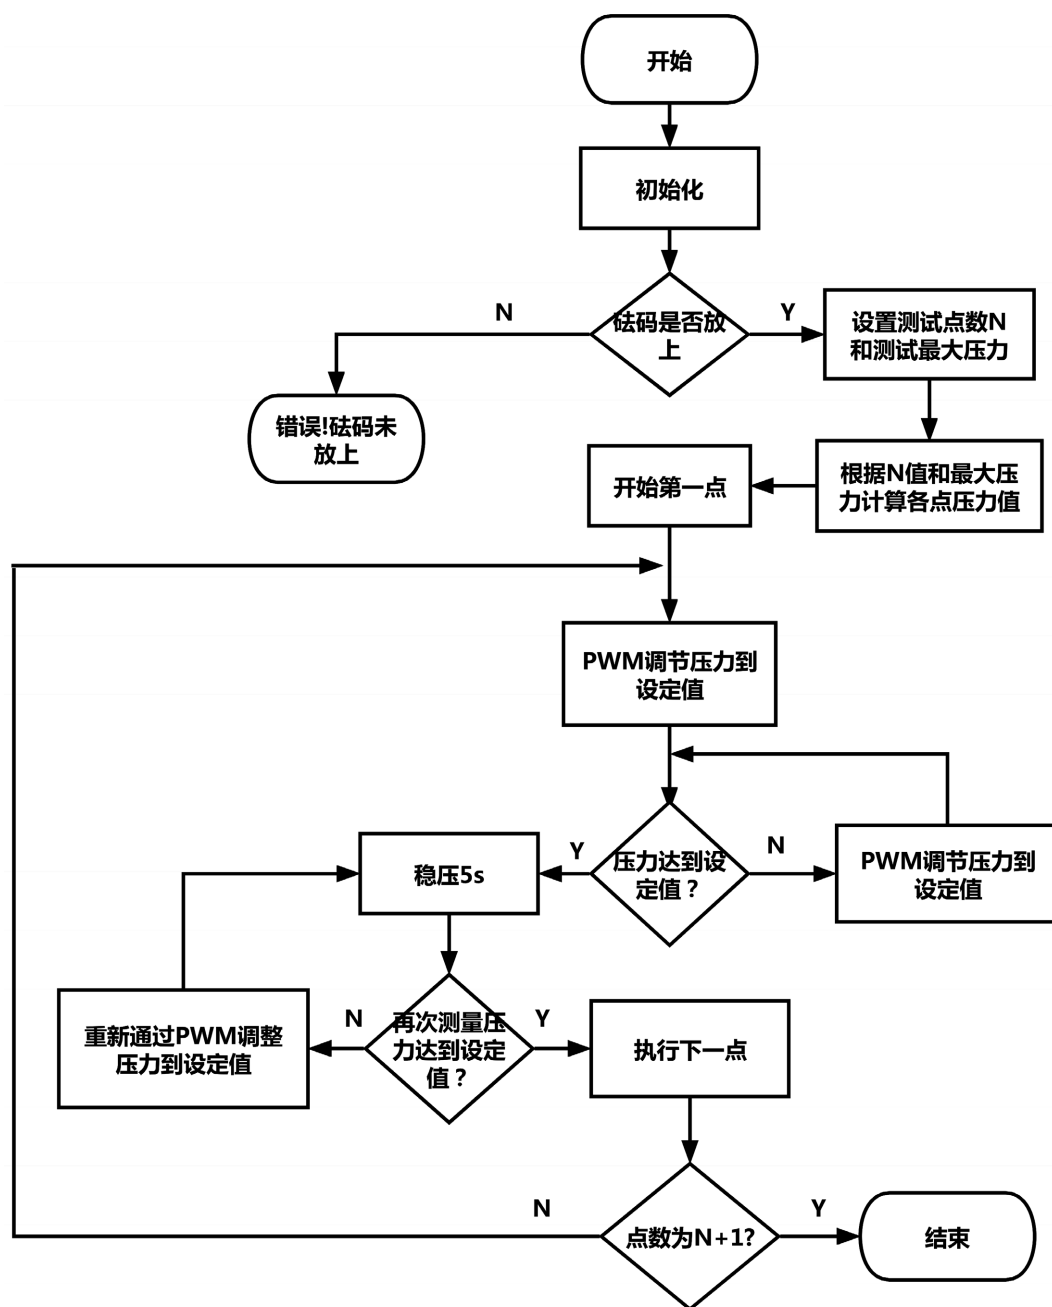 开始
初始化
N
Y
砝码是否放
上
设置测试点数N
和测试最大压力
错误!砝码未
放上
开始第一点
根据N值和最大压
力计算各点压力值
PWM调节压力到
设定值
Y
压力达到设
定值？
N
PWM调节压力到
设定值
稳压5s
N
再次测量压
力达到设定
值？
Y
重新通过PWM调整
压力到设定值
执行下一点
N
点数为N+1?
Y
结束